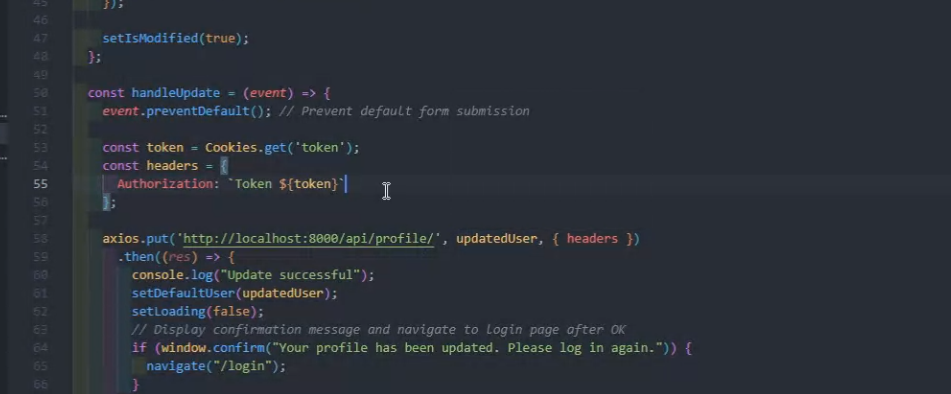 45 });
46
47 setIsModified(true);
48 };
49
50 const handleUpdate = (event) => {
51 event.preventDefault(); // Prevent default form submission
52
53 const token = Cookies.get('token');
54 const headers = {
55 Authorization: `Token ${token}`
56 };
57
58 axios.put('http://localhost:8000/api/profile/', updatedUser, { headers })
59 .then((res) => {
60 console.log("Update successful");
61 setDefaultUser(updatedUser);
62 setLoading(false);
63 // Display confirmation message and navigate to login page after OK
64 if (window.confirm("Your profile has been updated. Please log in again.")) {
65 navigate("/login");
66 }